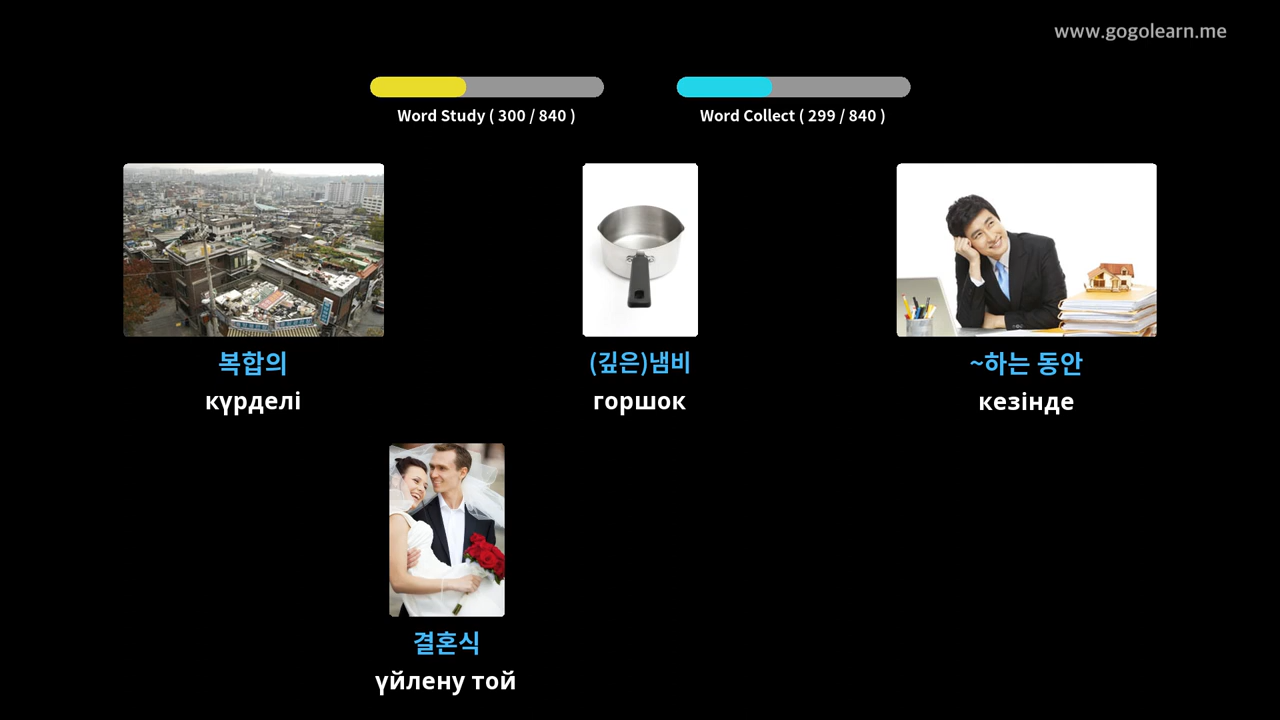 www.gogolearn.me
Word Study ( 300 / 840 )
Word Collect ( 299 / 840 )
복합의
күрделі
(깊은)냄비
горшок
~하는 동안
кезінде
결혼식
үйлену той